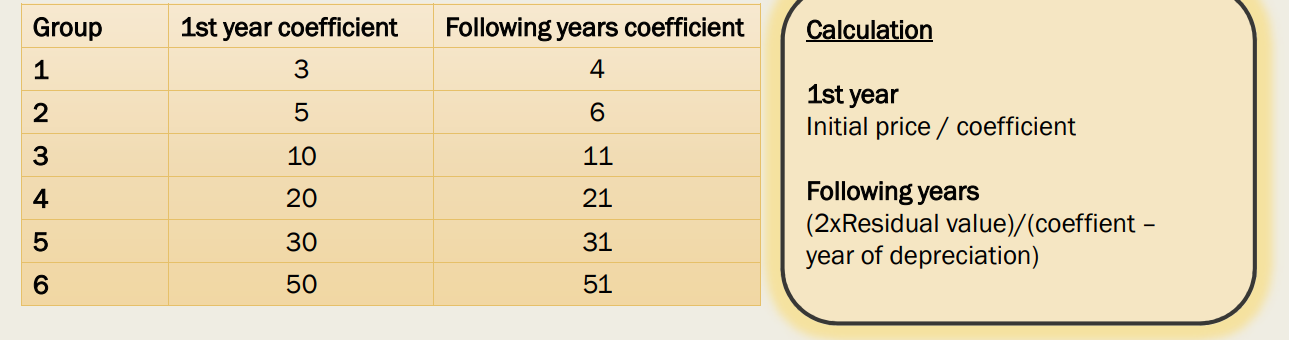 Group 1st year coefficient Following years coefficient
1 3 4
2 5 6
3 10 11
4 20 21
5 30 31
6 50 51
Calculation
1st year
Initial price / coefficient
Following years
(2xResidual value)/(coeffient –
year of depreciation)